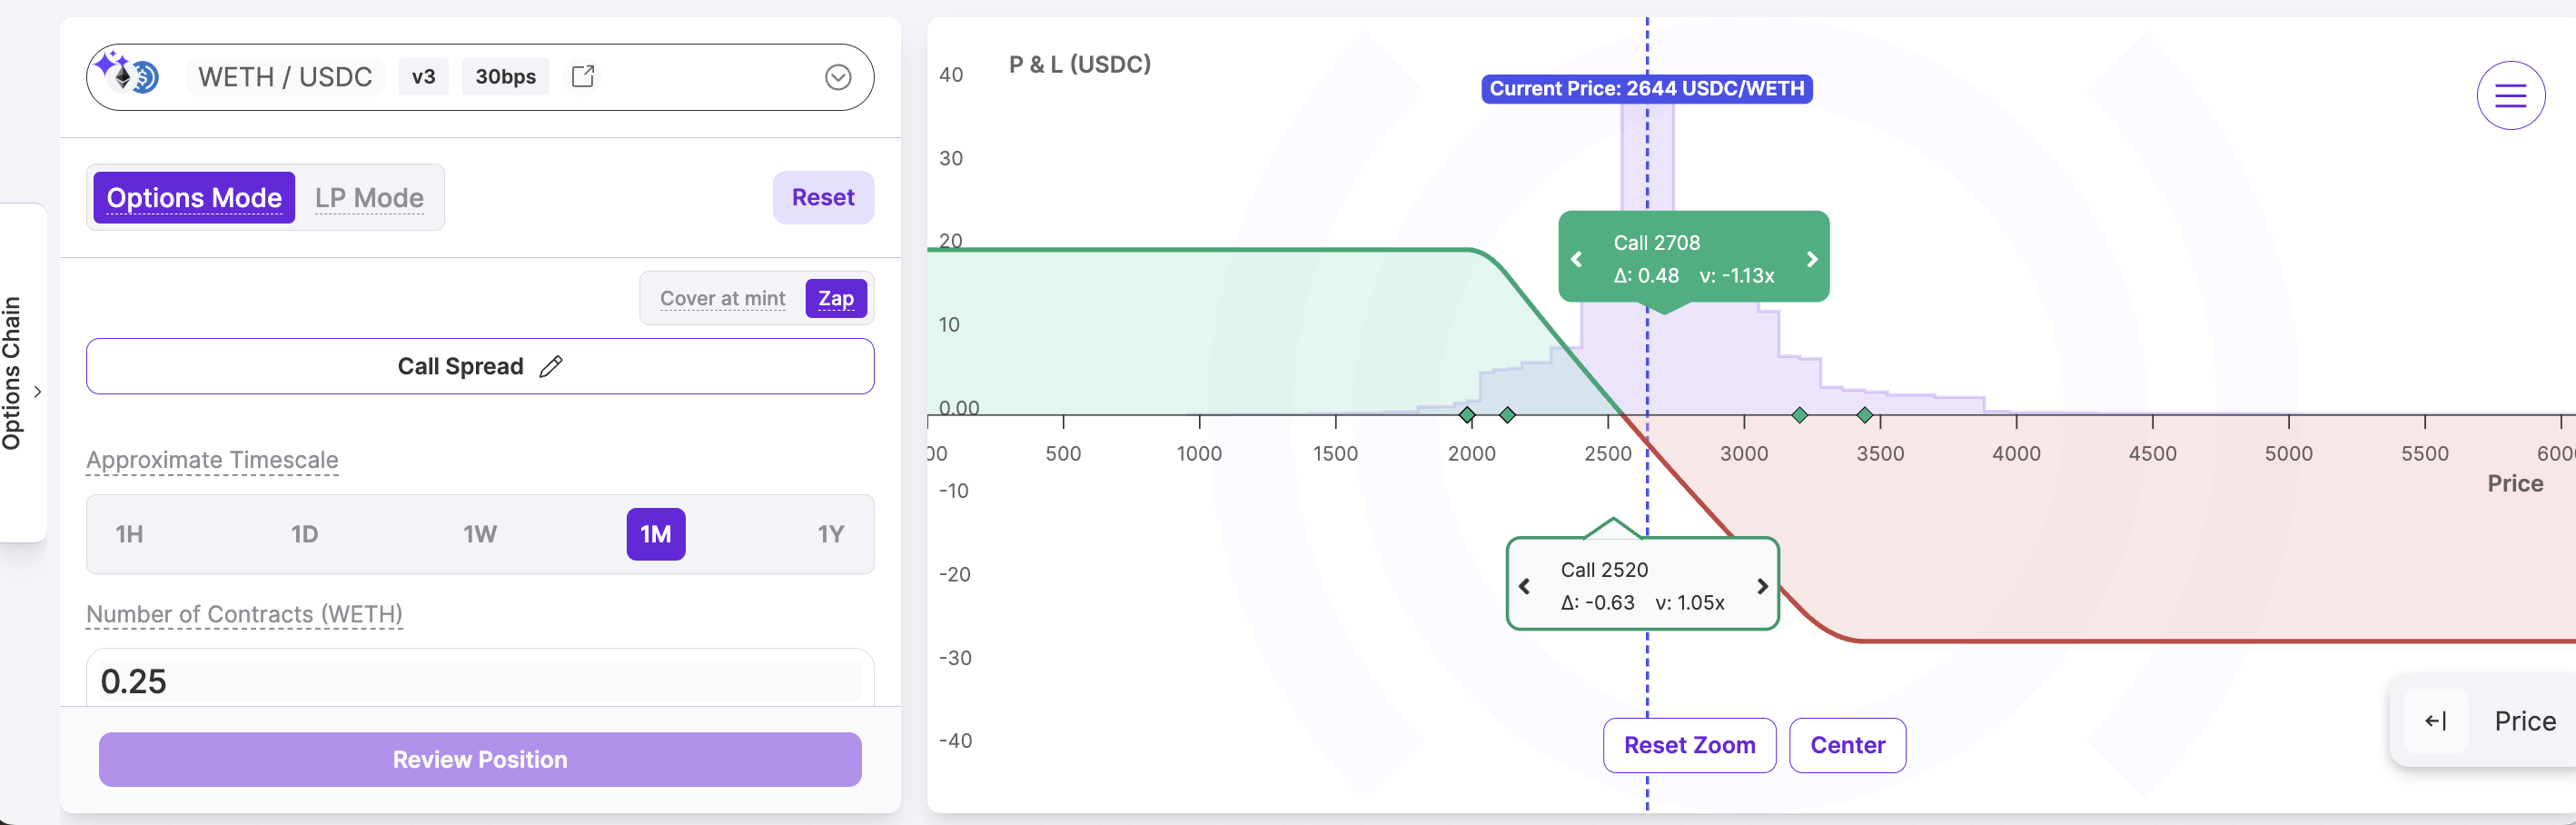 Options Chain
WETH / USDC v3 30bps
Options Mode LP Mode Reset
Cover at mint Zap
Call Spread
Approximate Timescale
1H 1D 1W 1M 1Y
Number of Contracts (WETH)
0.25
Review Position
P & L (USDC)
Current Price: 2644 USDC/WETH
40
30
20
10
0.00
-10
-20
-30
-40
Call 2708
Δ: 0.48 ν: -1.13x
00 500 1000 1500 2000 2500 3000 3500 4000 4500 5000 5500 6000
Price
Call 2520
Δ: -0.63 ν: 1.05x
Reset Zoom Center
Price